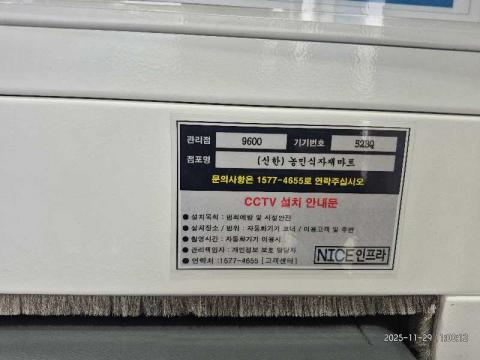 관리점 9600 기기번호 523Q
점포명 (신한)농민식자재마트
문의사항은 1577-4655로 연락주십시오
CCTV 설치 안내문
● 설치목적 : 범죄예방 및 시설안전
● 설치장소 / 범위 : 자동화기기 코너 / 이용고객 및 주변
● 촬영시간 : 자동화기기 이용시
● 관리책임자 : 개인정보 보호 담당자
● 연락처 : 1577-4655 [고객센터]
NICE인프라
2025-11-29 11:00:12